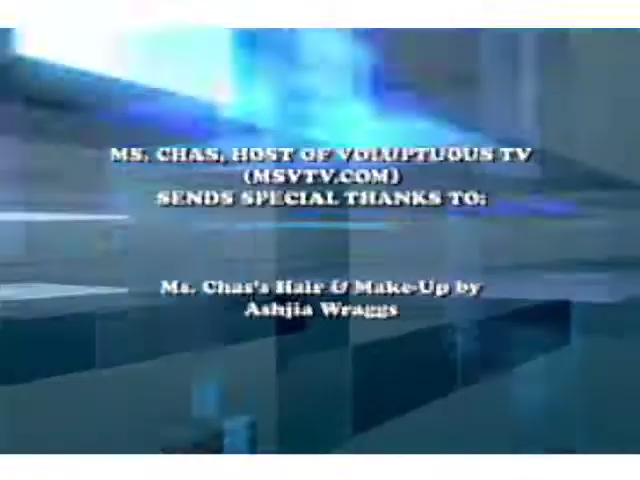 MS. CHAS, HOST OF VOLUPTUOUS TV
(MSVTV.COM)
SENDS SPECIAL THANKS TO:
Ms. Chas's Hair & Make-Up by
Ashjia Wraggs